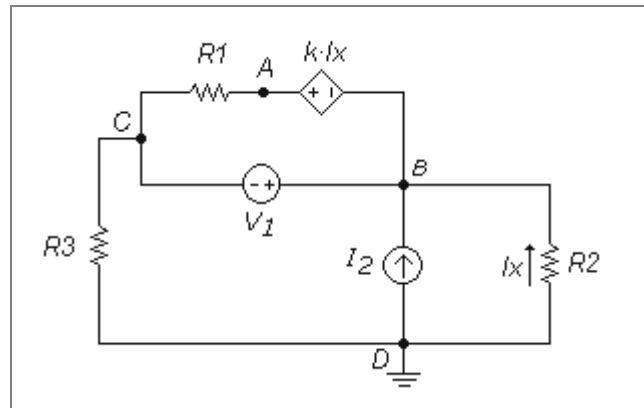 R1
A
k·Ix
+ -
C
B
- +
V1
R3
I2
Ix
R2
D